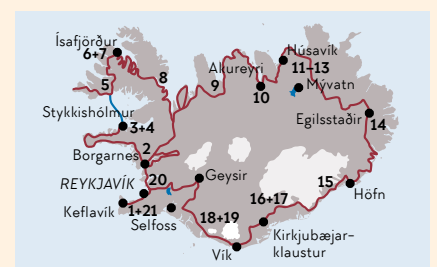 Ísafjörður
6+7
Húsavík
Akureyri
11–13
8
9
Mývatn
5
10
Stykkishólmur
3+4
Egilsstaðir
14
2
Borgarnes
REYKJAVÍK
20
Geysir
15
16+17
Höfn
Keflavík
1+21
18+19
Selfoss
Kirkjubæjar-
klaustur
Vík